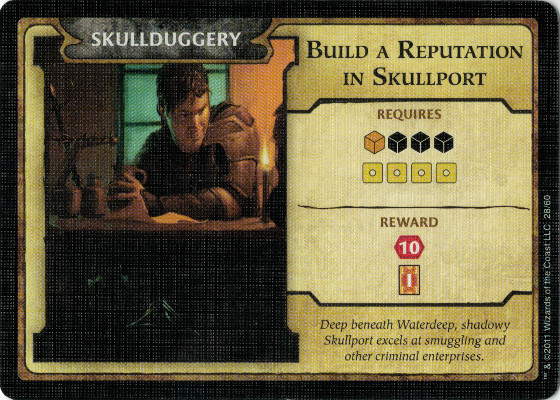 SKULLDUGGERY
BUILD A REPUTATION
IN SKULLPORT
REQUIRES
REWARD
10
I
Deep beneath Waterdeep, shadowy
Skullport excels at smuggling and
other criminal enterprises.
™ & ©2011 Wizards of the Coast LLC 28/60